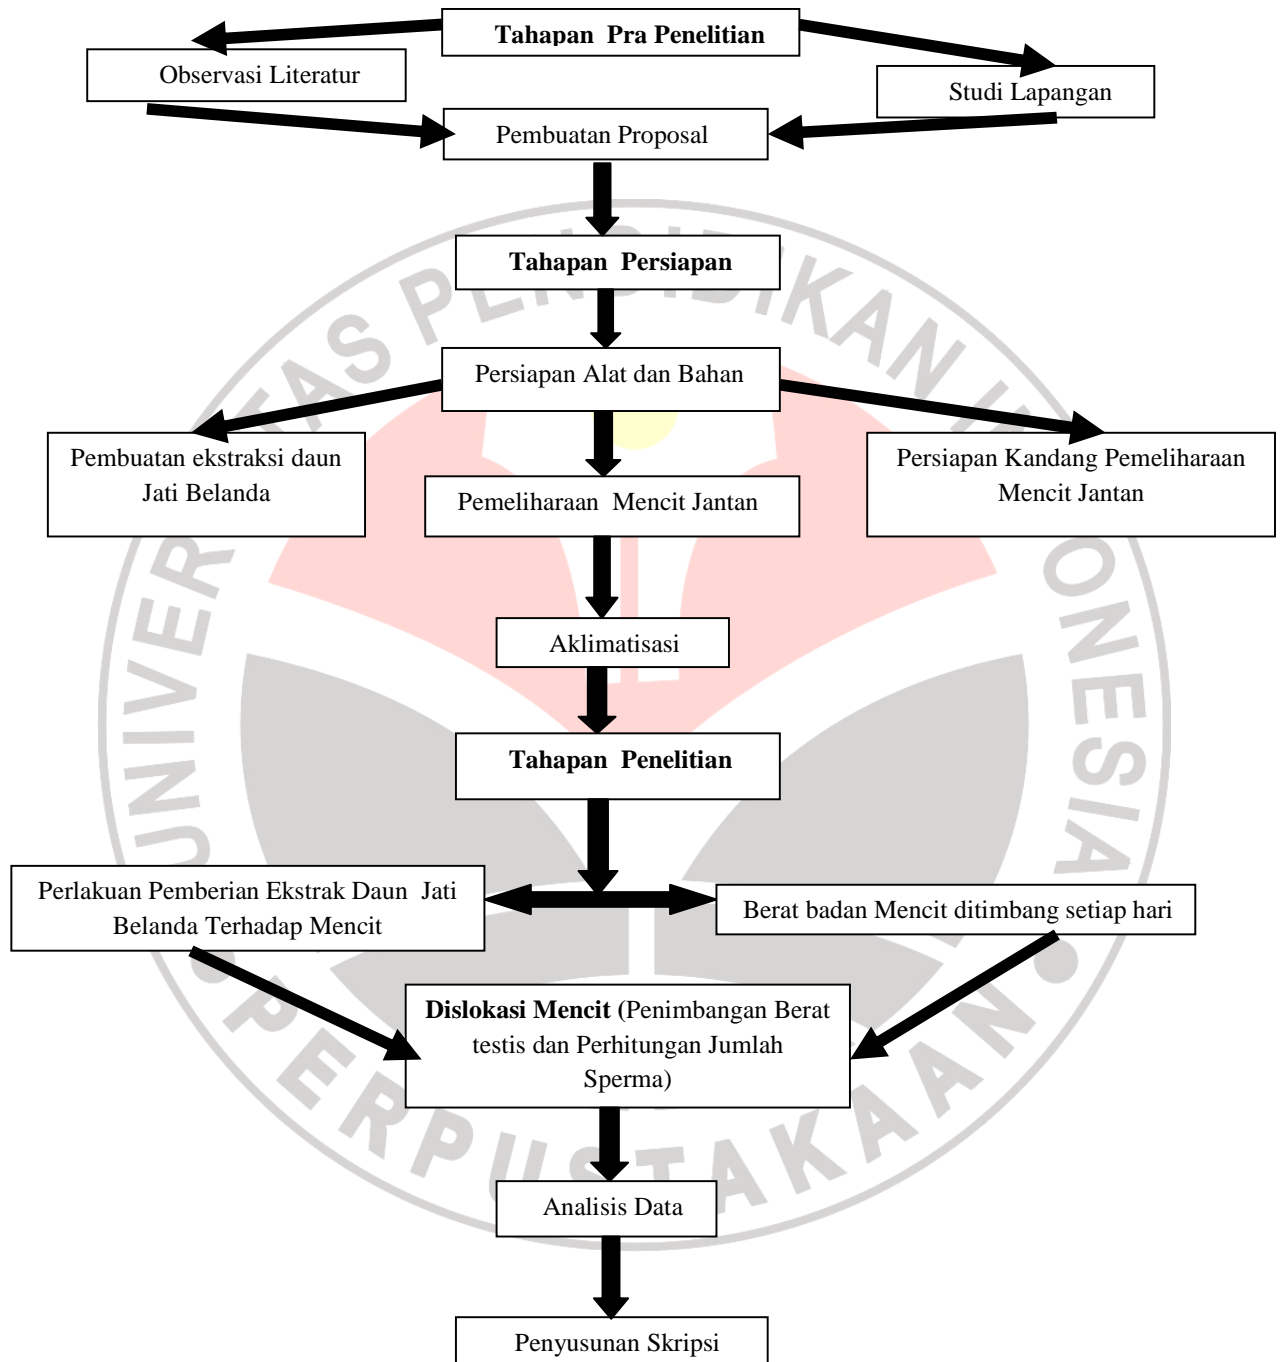 Tahapan Pra Penelitian
Observasi Literatur
Studi Lapangan
Pembuatan Proposal
Tahapan Persiapan
Persiapan Alat dan Bahan
Pembuatan ekstraksi daun
Jati Belanda
Pemeliharaan Mencit Jantan
Persiapan Kandang Pemeliharaan
Mencit Jantan
Aklimatisasi
Tahapan Penelitian
Perlakuan Pemberian Ekstrak Daun Jati
Belanda Terhadap Mencit
Berat badan Mencit ditimbang setiap hari
Dislokasi Mencit (Penimbangan Berat
testis dan Perhitungan Jumlah
Sperma)
Analisis Data
Penyusunan Skripsi
PERPUSTAKAAN